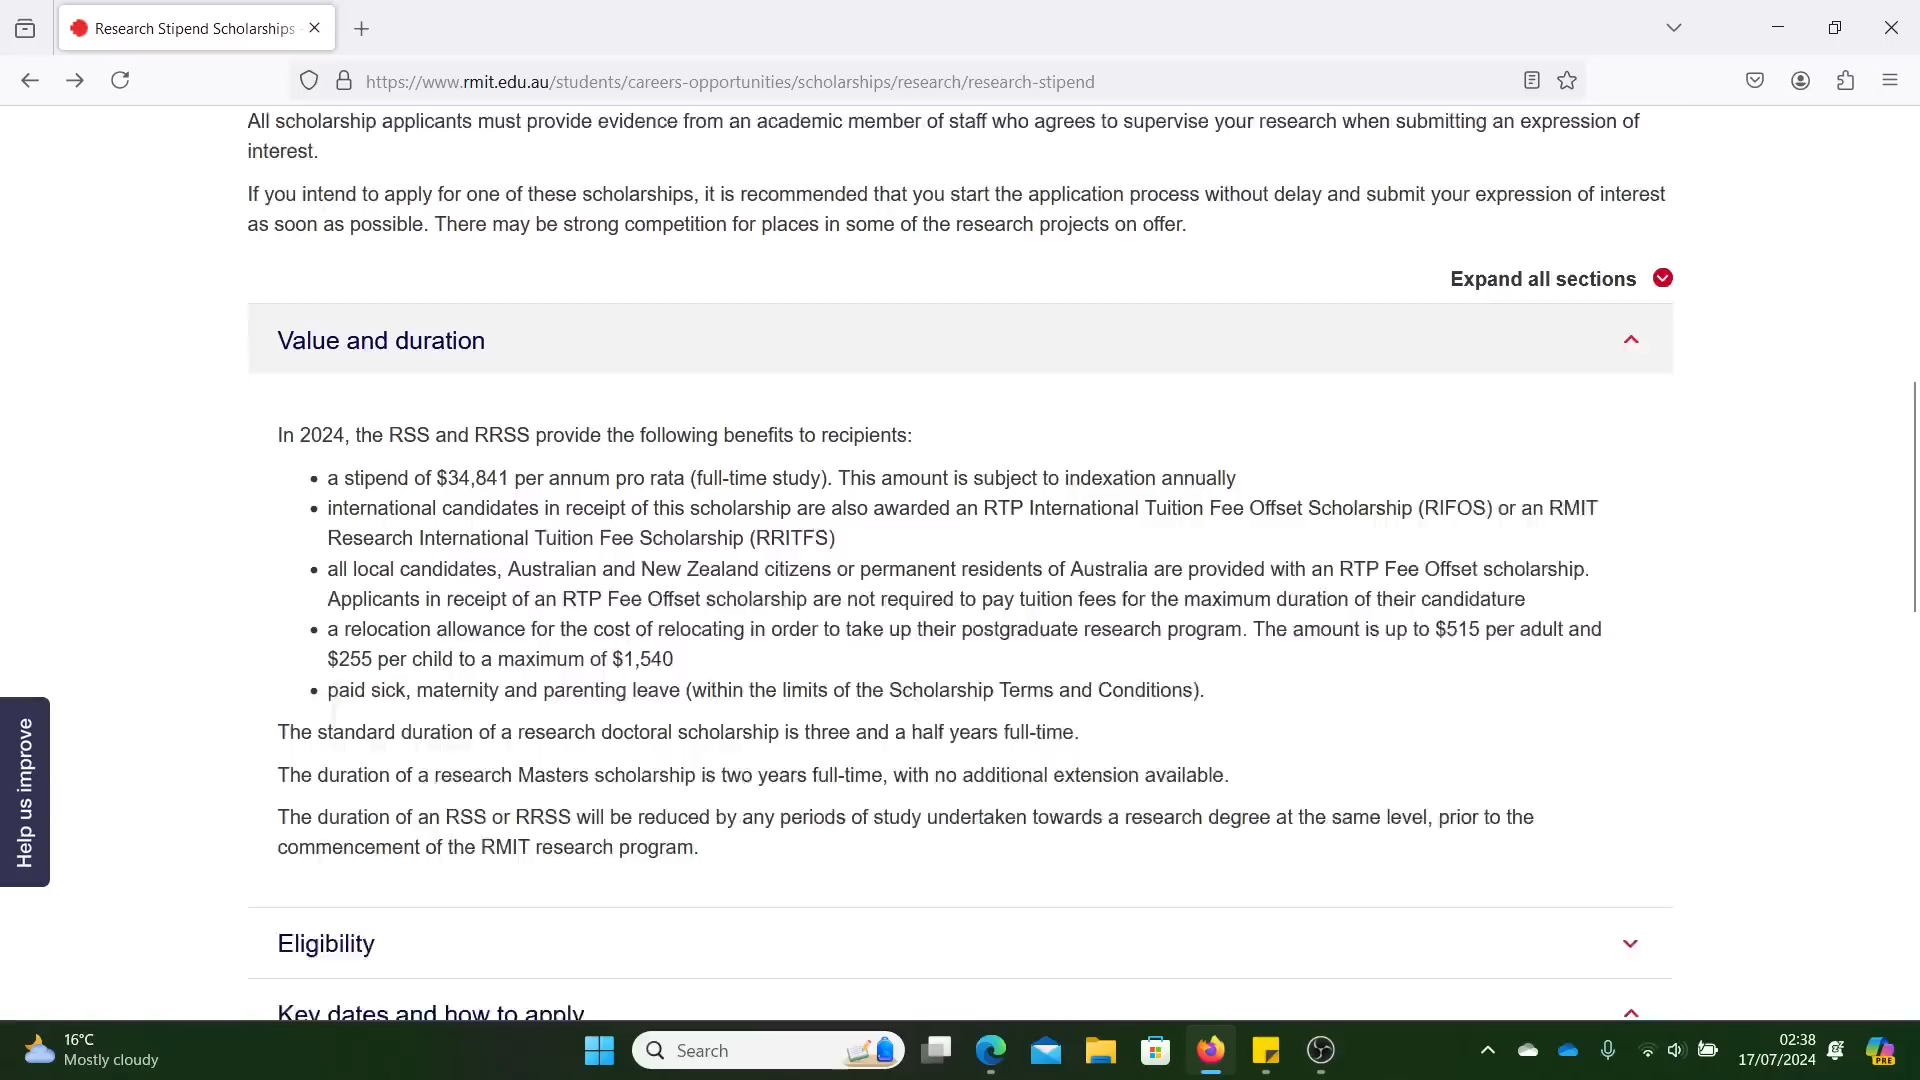 Research Stipend Scholarships
https://www.rmit.edu.au/students/careers-opportunities/scholarships/research/research-stipend
All scholarship applicants must provide evidence from an academic member of staff who agrees to supervise your research when submitting an expression of
interest.
If you intend to apply for one of these scholarships, it is recommended that you start the application process without delay and submit your expression of interest
as soon as possible. There may be strong competition for places in some of the research projects on offer.
Expand all sections
Value and duration
In 2024, the RSS and RRSS provide the following benefits to recipients:
• a stipend of $34,841 per annum pro rata (full-time study). This amount is subject to indexation annually
• international candidates in receipt of this scholarship are also awarded an RTP International Tuition Fee Offset Scholarship (RIFOS) or an RMIT
Research International Tuition Fee Scholarship (RRITFS)
• all local candidates, Australian and New Zealand citizens or permanent residents of Australia are provided with an RTP Fee Offset scholarship.
Applicants in receipt of an RTP Fee Offset scholarship are not required to pay tuition fees for the maximum duration of their candidature
• a relocation allowance for the cost of relocating in order to take up their postgraduate research program. The amount is up to $515 per adult and
$255 per child to a maximum of $1,540
• paid sick, maternity and parenting leave (within the limits of the Scholarship Terms and Conditions).
The standard duration of a research doctoral scholarship is three and a half years full-time.
The duration of a research Masters scholarship is two years full-time, with no additional extension available.
The duration of an RSS or RRSS will be reduced by any periods of study undertaken towards a research degree at the same level, prior to the
commencement of the RMIT research program.
Help us improve
Eligibility
Key dates and how to apply
16°C
Mostly cloudy
Search
02:38
17/07/2024
PRE